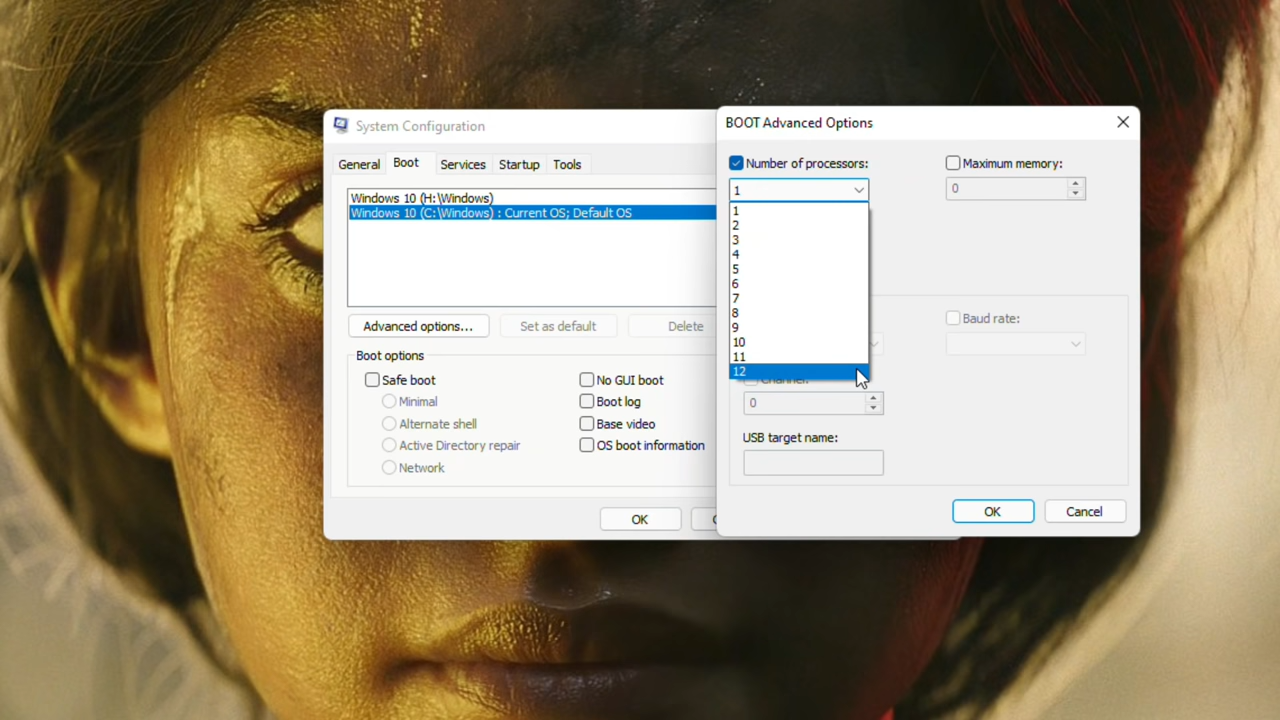 System Configuration
General Boot Services Startup Tools
Windows 10 (H:\Windows)
Windows 10 (C:\Windows) : Current OS; Default OS
Advanced options... Set as default Delete
Boot options
Safe boot
Minimal
Alternate shell
Active Directory repair
Network
No GUI boot
Boot log
Base video
OS boot information
OK
BOOT Advanced Options
Number of processors:
1
1
2
3
4
5
6
7
8
9
10
11
12
Maximum memory:
0
Baud rate:
Channel:
0
USB target name:
OK Cancel